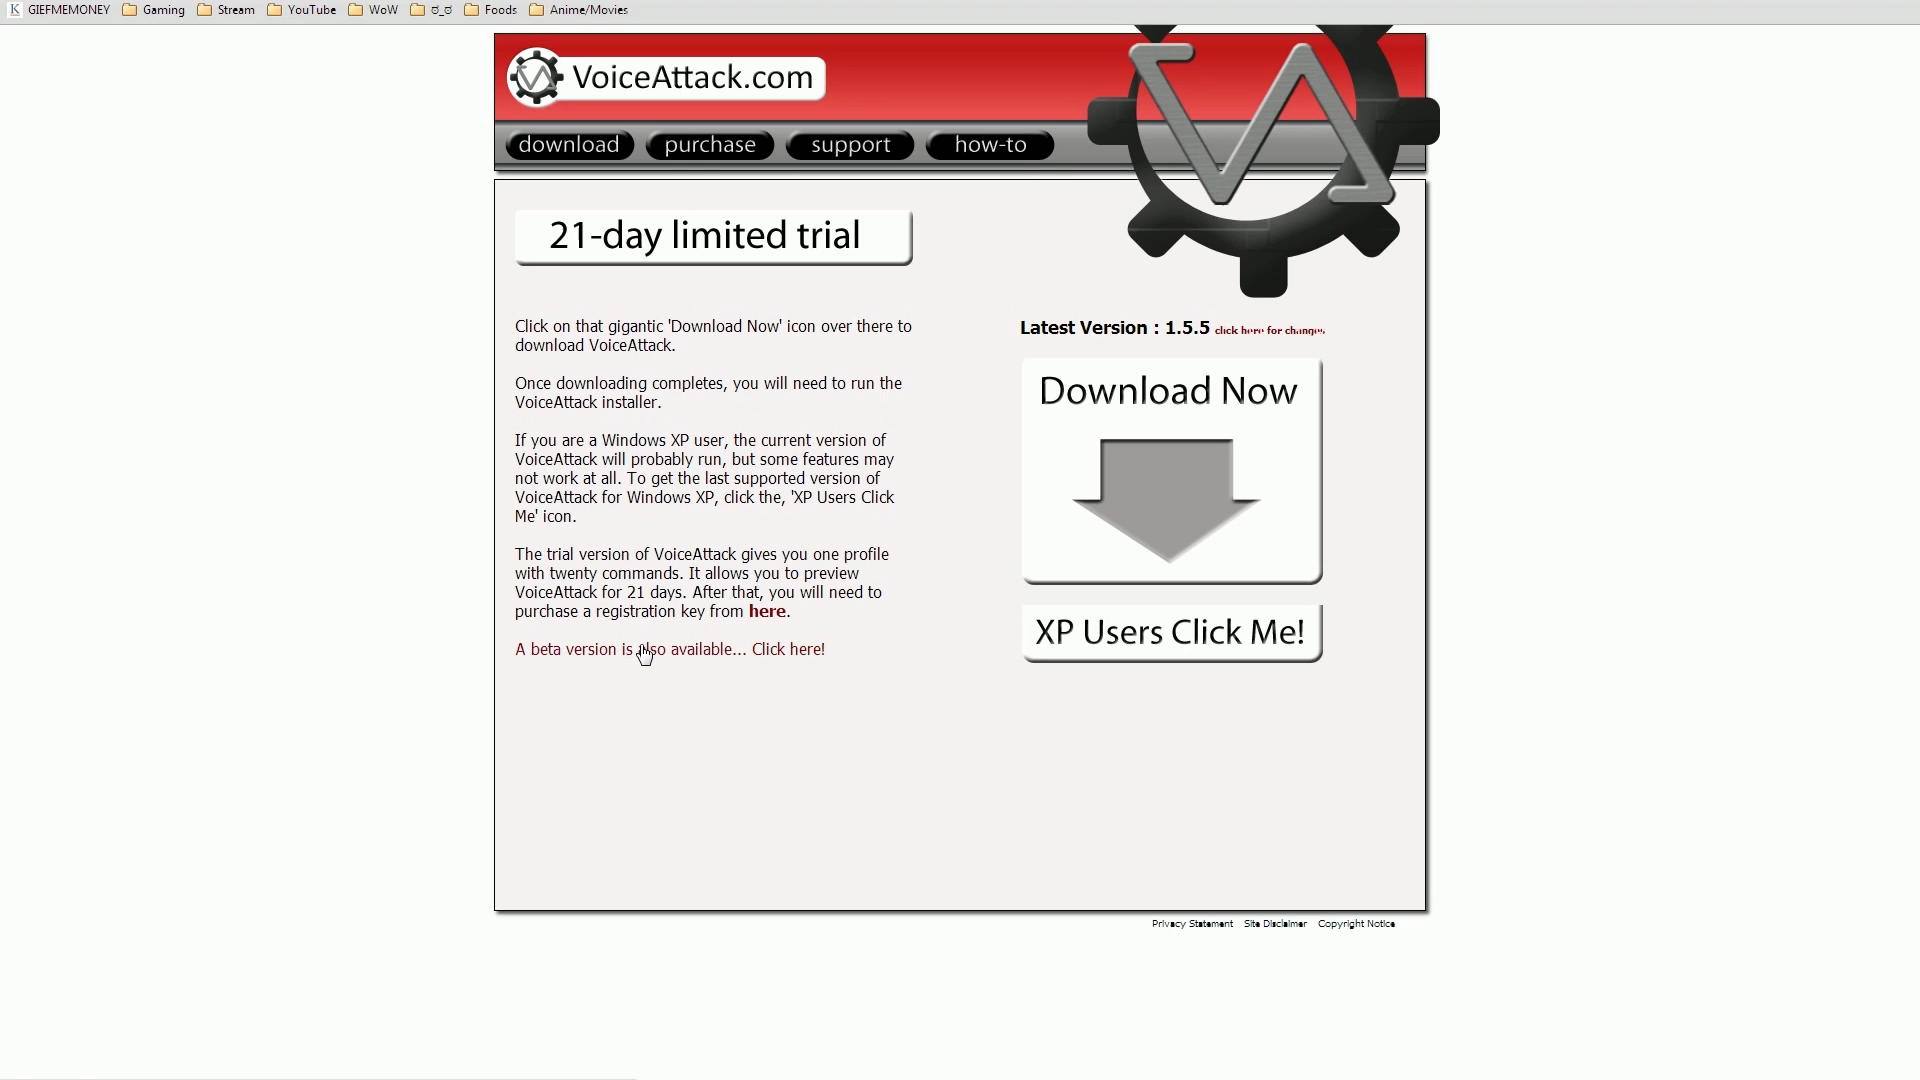 K GIEFMEMONEY Gaming Stream YouTube WoW ಠ_ಠ Foods Anime/Movies
VoiceAttack.com
download purchase support how-to
21-day limited trial
Click on that gigantic 'Download Now' icon over there to
download VoiceAttack.
Once downloading completes, you will need to run the
VoiceAttack installer.
If you are a Windows XP user, the current version of
VoiceAttack will probably run, but some features may
not work at all. To get the last supported version of
VoiceAttack for Windows XP, click the, 'XP Users Click
Me' icon.
The trial version of VoiceAttack gives you one profile
with twenty commands. It allows you to preview
VoiceAttack for 21 days. After that, you will need to
purchase a registration key from here.
A beta version is also available... Click here!
Latest Version : 1.5.5 click here for changes
Download Now
XP Users Click Me!
Privacy Statement Site Disclaimer Copyright Notice